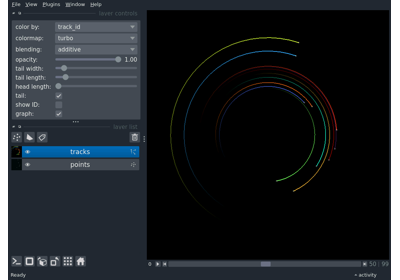 File View Plugins Window Help
layer controls
color by: track_id
colormap: turbo
blending: additive
opacity: 1.00
tail width:
tail length:
head length:
tail:
show ID:
graph:
layer list
tracks
points
50 99
Ready
activity